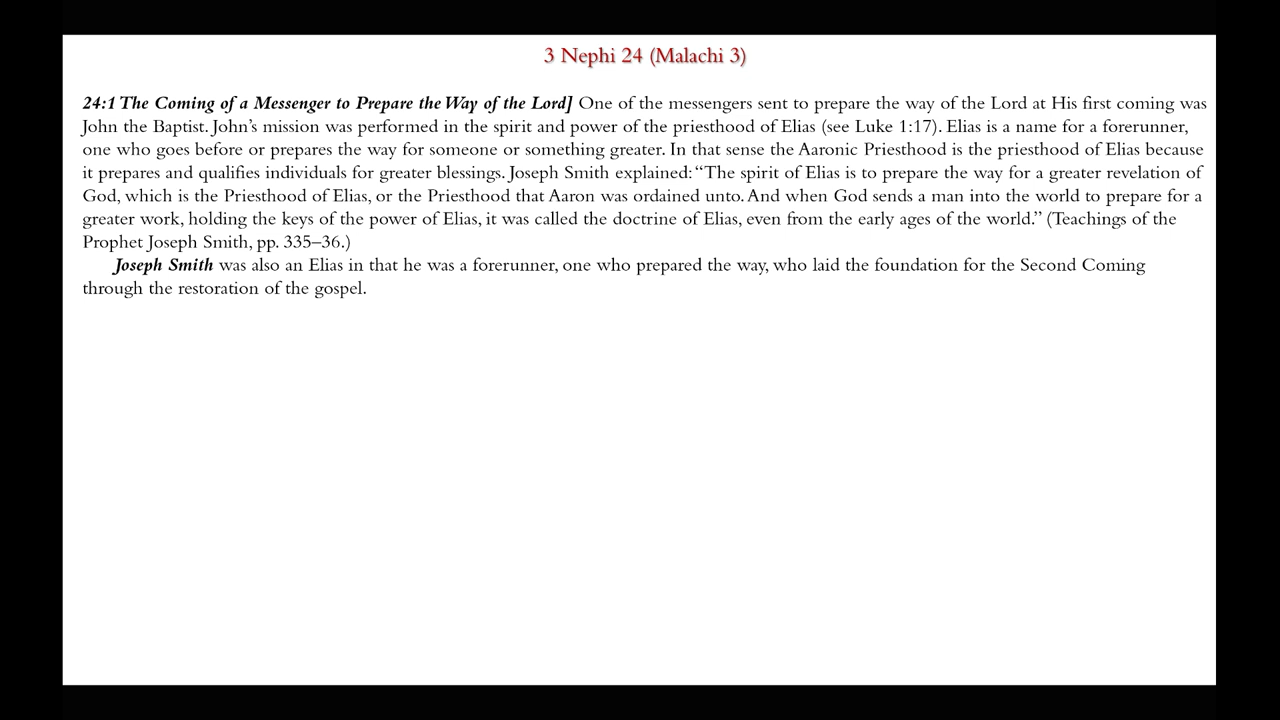 3 Nephi 24 (Malachi 3)
24:1 The Coming of a Messenger to Prepare the Way of the Lord] One of the messengers sent to prepare the way of the Lord at His first coming was
John the Baptist. John’s mission was performed in the spirit and power of the priesthood of Elias (see Luke 1:17). Elias is a name for a forerunner,
one who goes before or prepares the way for someone or something greater. In that sense the Aaronic Priesthood is the priesthood of Elias because
it prepares and qualifies individuals for greater blessings. Joseph Smith explained: “The spirit of Elias is to prepare the way for a greater revelation of
God, which is the Priesthood of Elias, or the Priesthood that Aaron was ordained unto. And when God sends a man into the world to prepare for a
greater work, holding the keys of the power of Elias, it was called the doctrine of Elias, even from the early ages of the world.” (Teachings of the
Prophet Joseph Smith, pp. 335–36.)
Joseph Smith was also an Elias in that he was a forerunner, one who prepared the way, who laid the foundation for the Second Coming
through the restoration of the gospel.